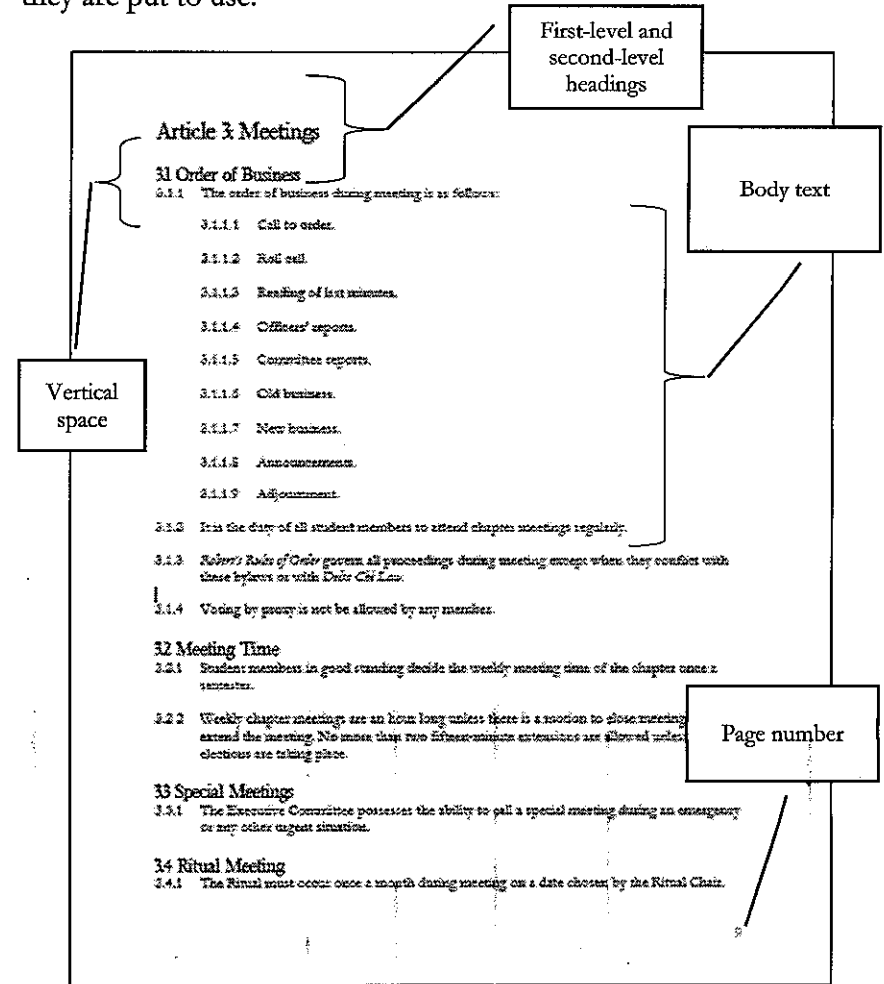 they are put to use.
First-level and
second-level
headings
Article 3: Meetings
3.1 Order of Business
3.1.1 The order of business during meeting is as follows:
Body text
3.1.1.1 Call to order.
3.1.1.2 Roll call.
3.1.1.3 Reading of last minutes.
3.1.1.4 Officers' reports.
3.1.1.5 Committee reports.
Vertical
space
3.1.1.6 Old business.
3.1.1.7 New business.
3.1.1.8 Announcements.
3.1.1.9 Adjournment.
3.1.2 It is the duty of all student members to attend chapter meetings regularly.
3.1.3 Robert's Rules of Order govern all proceedings during meeting except when they conflict with
these bylaws or with Delta Chi Law.
3.1.4 Voting by proxy is not be allowed by any member.
3.2 Meeting Time
3.2.1 Student members in good standing decide the weekly meeting time of the chapter once a
semester.
3.2.2 Weekly chapter meetings are an hour long unless there is a motion to close meeting
extend the meeting. No more than two fifteen-minute extensions are allowed unless
elections are taking place.
Page number
3.3 Special Meetings
3.3.1 The Executive Committee possesses the ability to call a special meeting during an emergency
or any other urgent situation.
3.4 Ritual Meeting
3.4.1 The Ritual must occur once a month during meeting on a date chosen by the Ritual Chair.
9